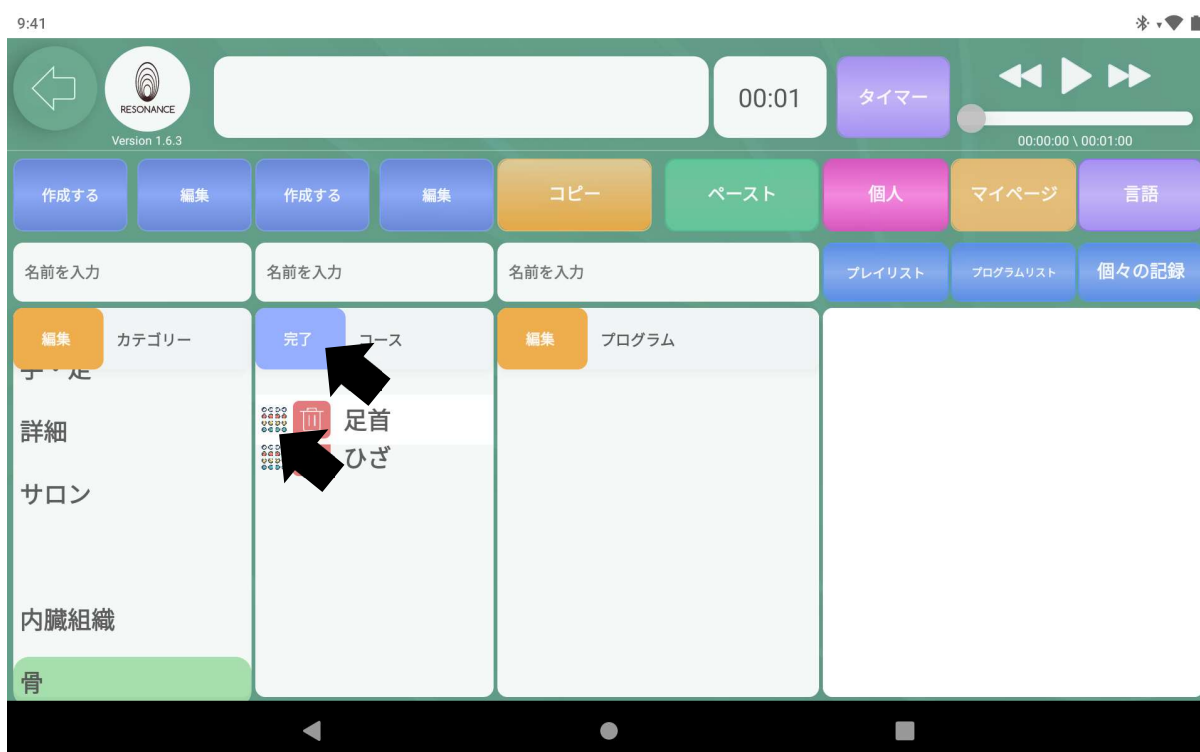 9:41
RESONANCE
Version 1.6.3
00:01
タイマー
00:00:00 \ 00:01:00
作成する 編集 作成する 編集 コピー ペースト 個人 マイページ 言語
名前を入力 名前を入力 名前を入力 プレイリスト プログラムリスト 個々の記録
編集 カテゴリー 完了 コース 編集 プログラム
手・足
詳細
サロン
内臓組織
骨
足首
ひざ